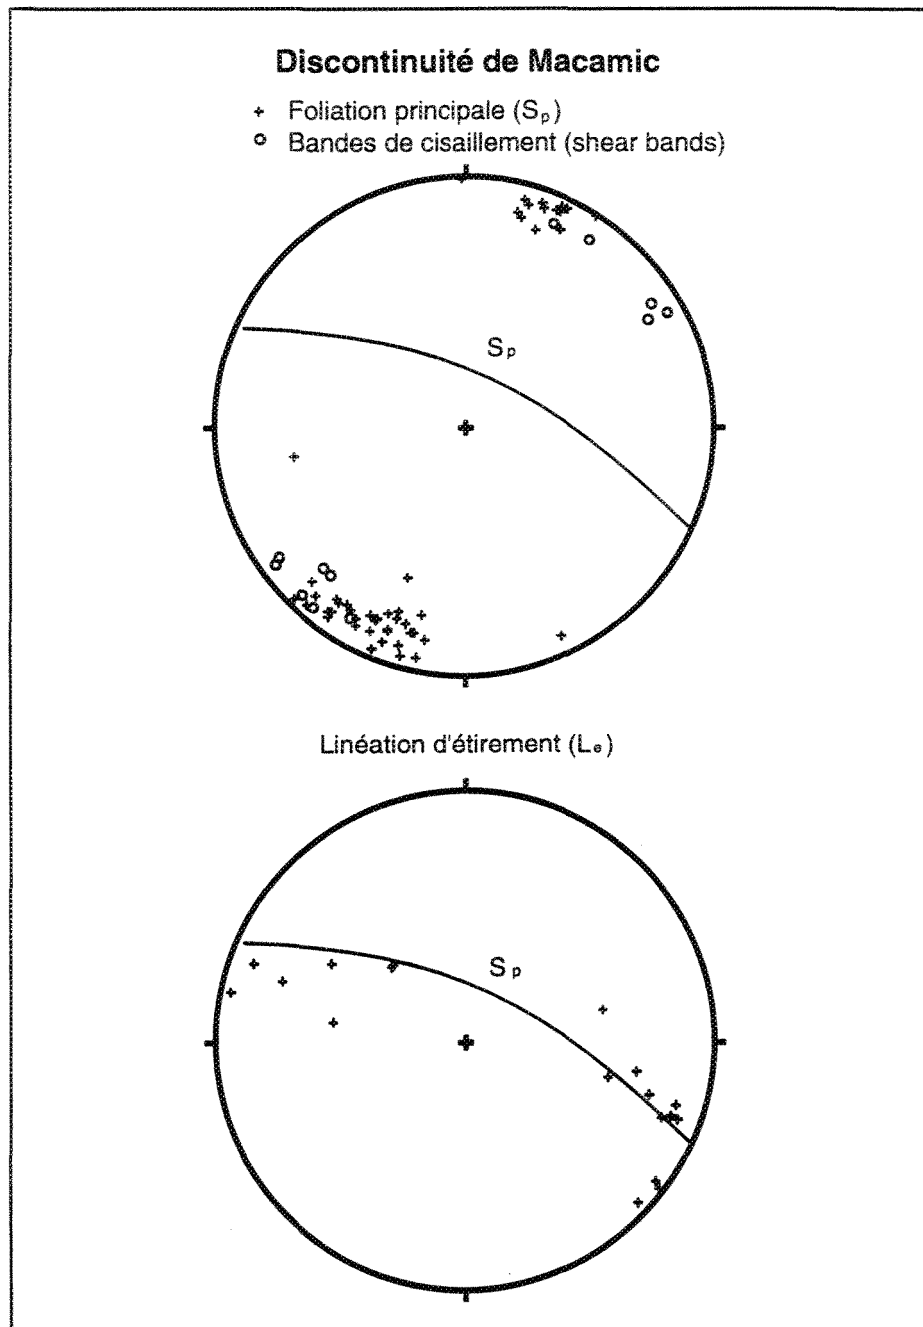 Discontinuité de Macamic
+ Foliation principale (Sp)
o Bandes de cisaillement (shear bands)
Sp
Linéation d'étirement (Le)
Sp